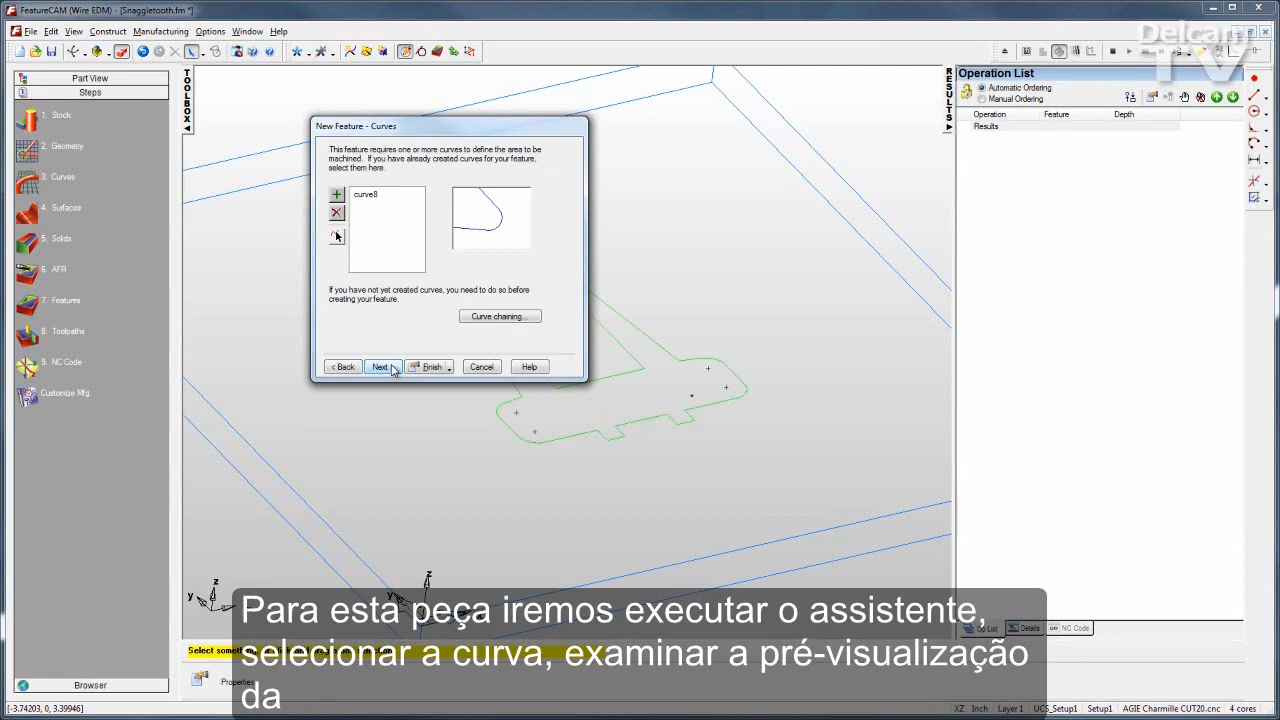 FeatureCAM (Wire EDM) - [Snaggletooth.fm *]
File Edit View Construct Manufacturing Options Window Help
Delcam
TV
Part View
Steps
1. Stock
2. Geometry
3. Curves
4. Surfaces
5. Solids
6. AFR
7. Features
8. Toolpaths
9. NC Code
Customize Mfg.
Browser
TOOLBOX
RESULTS
New Feature - Curves
This feature requires one or more curves to define the area to be
machined. If you have already created curves for your feature,
select them here.
curve8
If you have not yet created curves, you need to do so before
creating your feature.
Curve chaining...
< Back Next Finish Cancel Help
Operation List
Automatic Ordering
Manual Ordering
Operation Feature Depth
Results
Op List Details NC Code
z
y
z
y
x
Para esta peça iremos executar o assistente,
selecionar a curva, examinar a pré-visualização
da
Properties
[-3.74203, 0, 3.39946] XZ Inch Layer1 UCS_Setup1 Setup1 AGIE Charmille CUT20.cnc 4 cores